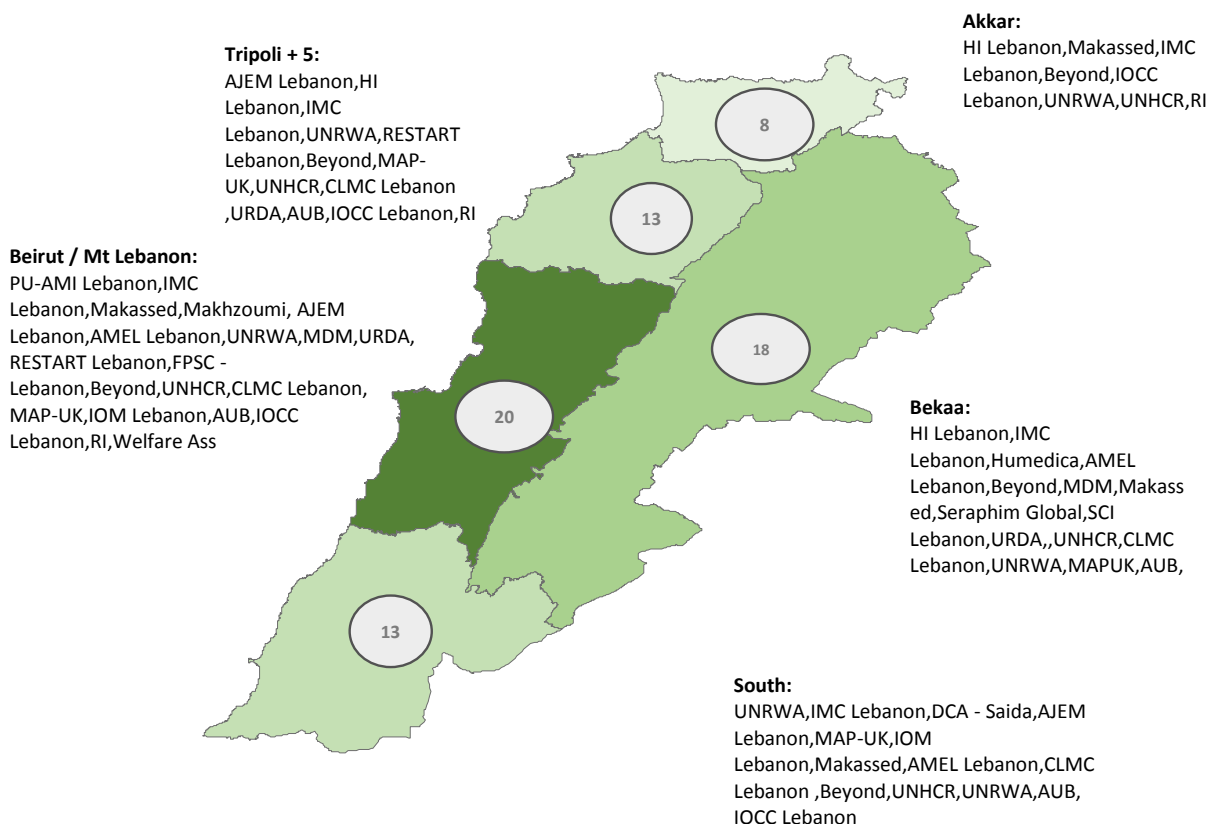 Akkar:
HI Lebanon,Makassed,IMC
Lebanon,Beyond,IOCC
Lebanon,UNRWA,UNHCR,RI
Tripoli + 5:
AJEM Lebanon,HI
Lebanon,IMC
Lebanon,UNRWA,RESTART
Lebanon,Beyond,MAP-
UK,UNHCR,CLMC Lebanon
,URDA,AUB,IOCC Lebanon,RI
8
13
Beirut / Mt Lebanon:
PU-AMI Lebanon,IMC
Lebanon,Makassed,Makhzoumi, AJEM
Lebanon,AMEL Lebanon,UNRWA,MDM,URDA,
RESTART Lebanon,FPSC -
Lebanon,Beyond,UNHCR,CLMC Lebanon,
MAP-UK,IOM Lebanon,AUB,IOCC
Lebanon,RI,Welfare Ass
18
20
Bekaa:
HI Lebanon,IMC
Lebanon,Humedica,AMEL
Lebanon,Beyond,MDM,Makass
ed,Seraphim Global,SCI
Lebanon,URDA,,UNHCR,CLMC
Lebanon,UNRWA,MAPUK,AUB,
13
South:
UNRWA,IMC Lebanon,DCA - Saida,AJEM
Lebanon,MAP-UK,IOM
Lebanon,Makassed,AMEL Lebanon,CLMC
Lebanon ,Beyond,UNHCR,UNRWA,AUB,
IOCC Lebanon